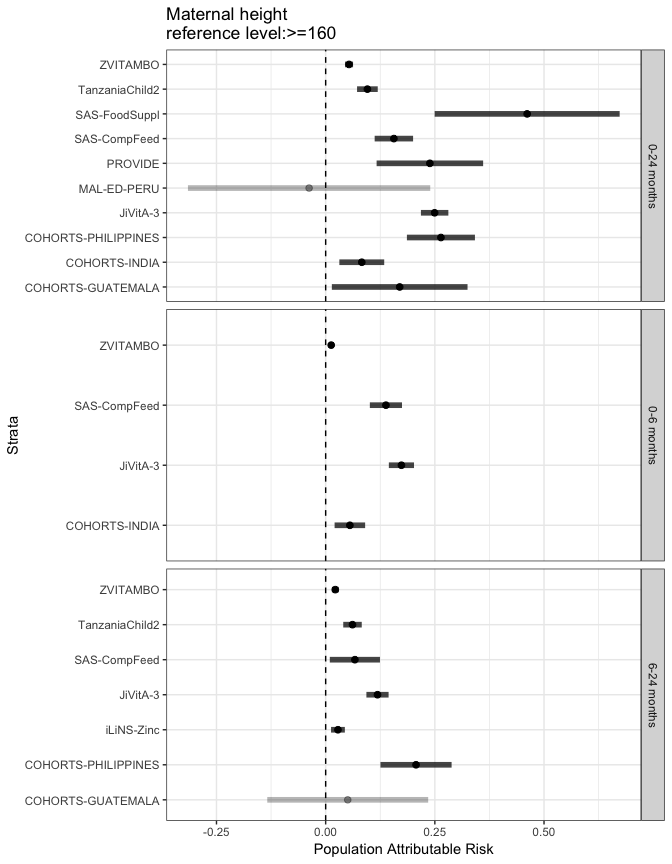 Maternal height
reference level:>=160
ZVITAMBO
TanzaniaChild2
SAS-FoodSuppl
SAS-CompFeed
PROVIDE
MAL-ED-PERU
JiVitA-3
COHORTS-PHILIPPINES
COHORTS-INDIA
COHORTS-GUATEMALA
0-24 months
ZVITAMBO
SAS-CompFeed
JiVitA-3
COHORTS-INDIA
0-6 months
ZVITAMBO
TanzaniaChild2
SAS-CompFeed
JiVitA-3
iLiNS-Zinc
COHORTS-PHILIPPINES
COHORTS-GUATEMALA
6-24 months
Strata
-0.25 0.00 0.25 0.50
Population Attributable Risk